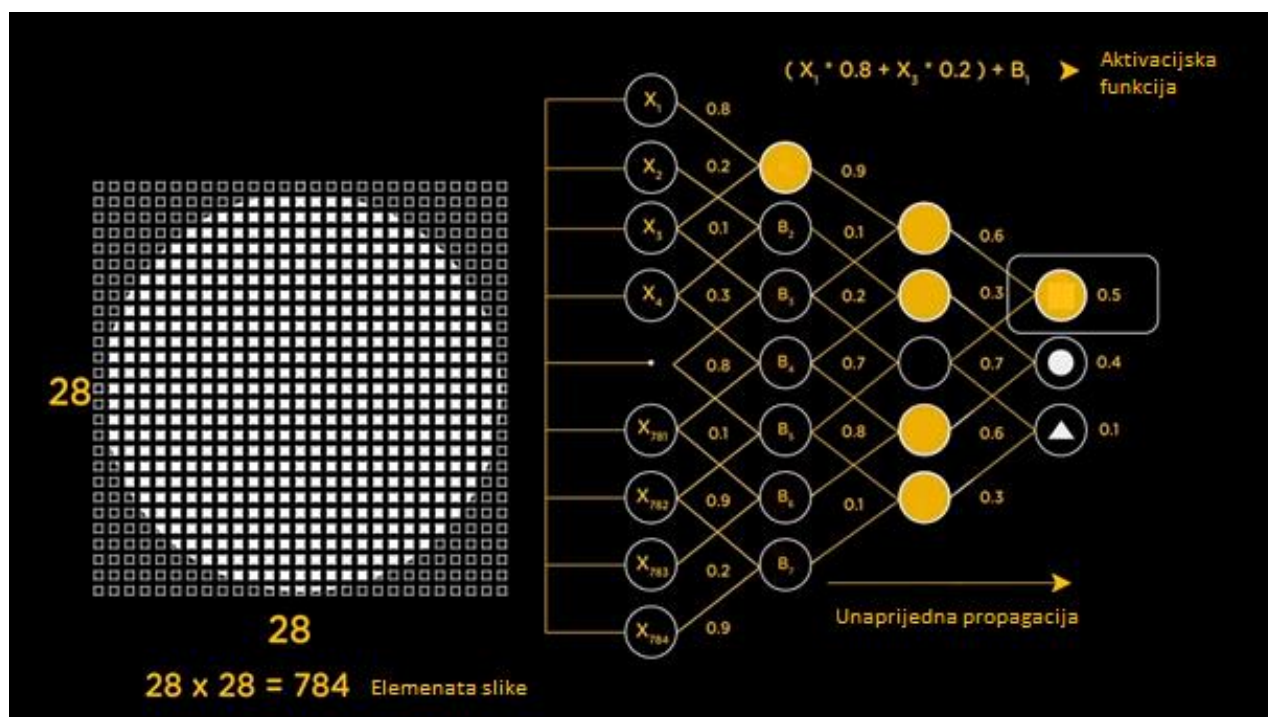 ( X₁ * 0.8 + X₃ * 0.2 ) + B₁
Aktivacijska
funkcija
X₁ 0.8
X₂ 0.2 0.9
X₃ 0.1 B₂ 0.1 0.6
X₄ 0.3 B₃ 0.2 0.3 0.5
0.8 B₄ 0.7 0.7 0.4
28
X₇₈₁ 0.1 B₅ 0.8 0.6 0.1
X₇₈₂ 0.9 B₆ 0.1 0.3
X₇₈₃ 0.2 B₇
X₇₈₄ 0.9
Unaprijedna propagacija
28
28 x 28 = 784 Elemenata slike